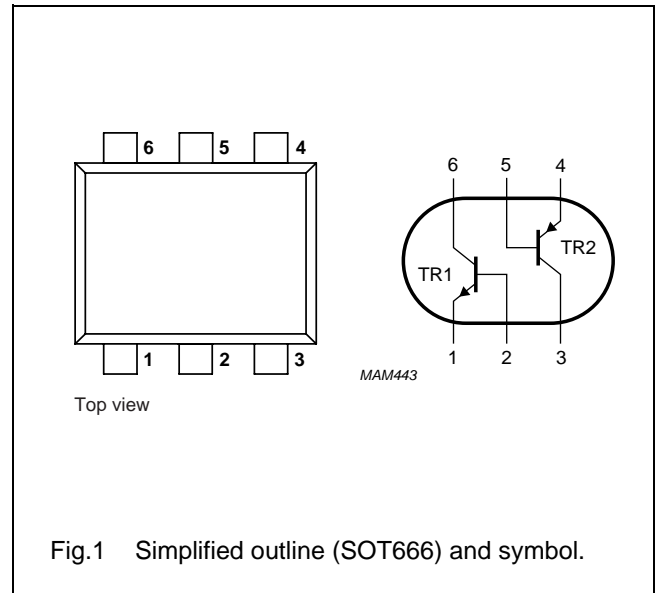 6 5 4
1 2 3
Top view
6 5 4
TR1 TR2
1 2 3
MAM443
Fig.1 Simplified outline (SOT666) and symbol.